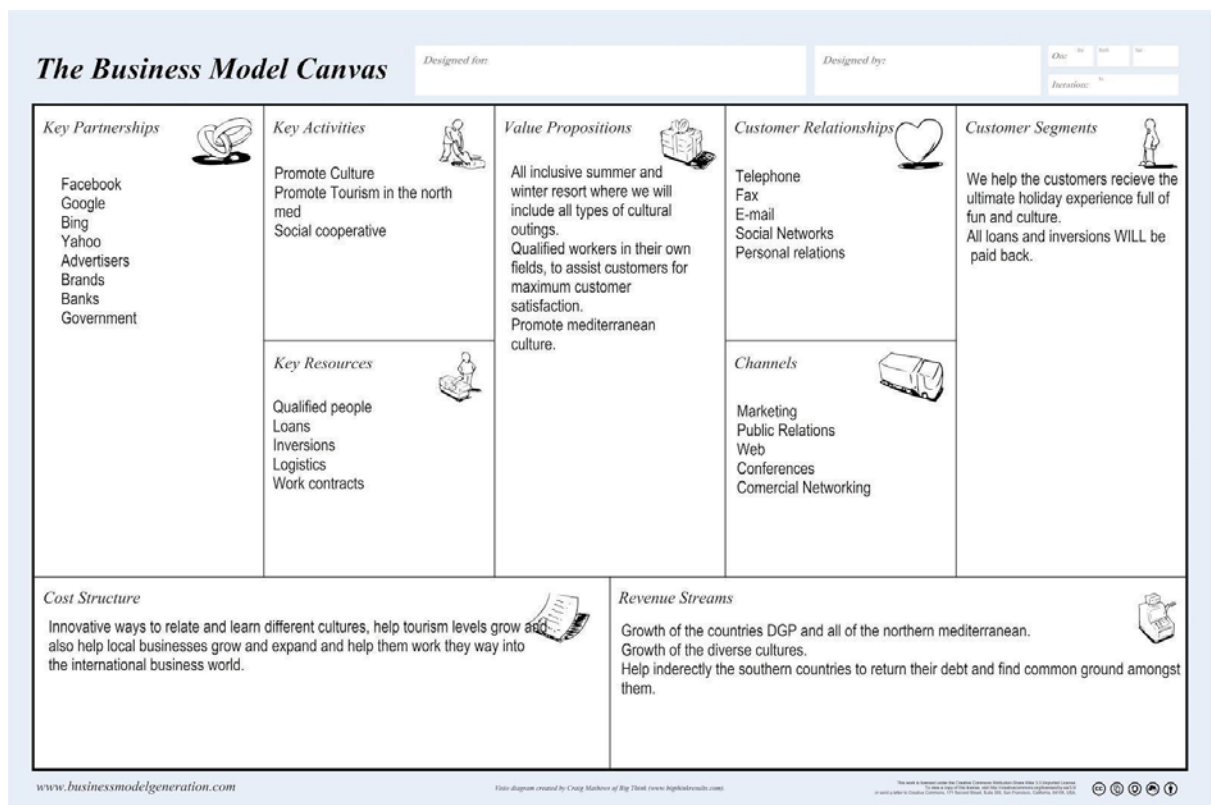 The Business Model Canvas
Designed for:
Designed by:
On:
Iteration:
Key Partnerships
Facebook
Google
Bing
Yahoo
Advertisers
Brands
Banks
Government
Key Activities
Promote Culture
Promote Tourism in the north
med
Social cooperative
Key Resources
Qualified people
Loans
Inversions
Logistics
Work contracts
Value Propositions
All inclusive summer and
winter resort where we will
include all types of cultural
outings.
Qualified workers in their own
fields, to assist customers for
maximum customer
satisfaction.
Promote mediterranean
culture.
Customer Relationships
Telephone
Fax
E-mail
Social Networks
Personal relations
Channels
Marketing
Public Relations
Web
Conferences
Comercial Networking
Customer Segments
We help the customers recieve the
ultimate holiday experience full of
fun and culture.
All loans and inversions WILL be
paid back.
Cost Structure
Innovative ways to relate and learn different cultures, help tourism levels grow and
also help local businesses grow and expand and help them work they way into
the international business world.
Revenue Streams
Growth of the countries DGP and all of the northern mediterranean.
Growth of the diverse cultures.
Help inderectly the southern countries to return their debt and find common ground amongst
them.
www.businessmodelgeneration.com